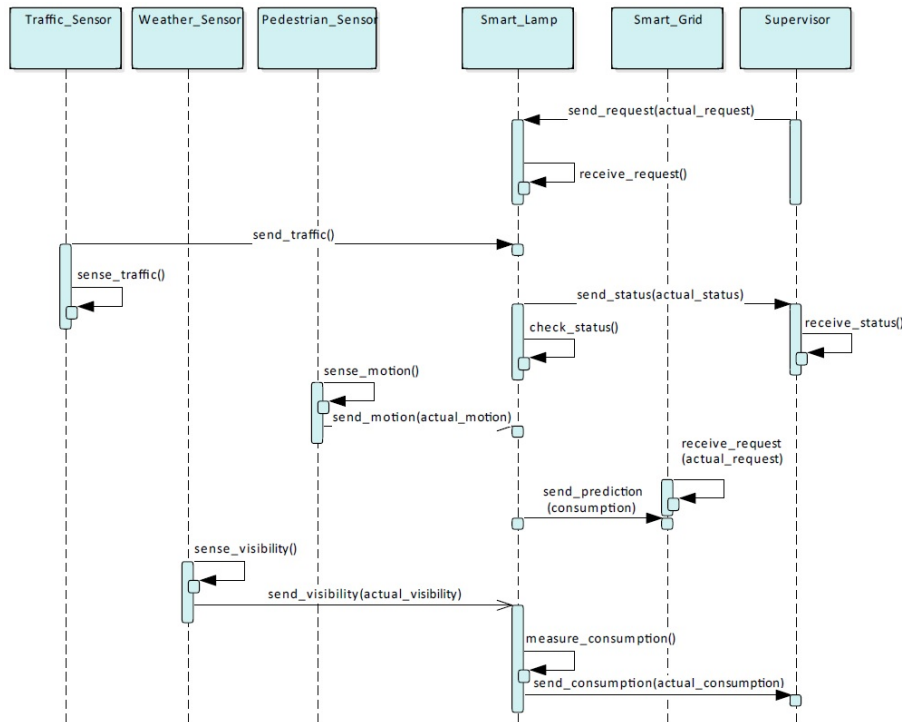 Traffic_Sensor
Weather_Sensor
Pedestrian_Sensor
Smart_Lamp
Smart_Grid
Supervisor
send_request(actual_request)
receive_request()
send_traffic()
sense_traffic()
send_status(actual_status)
receive_status()
check_status()
sense_motion()
send_motion(actual_motion)
receive_request
(actual_request)
send_prediction
(consumption)
sense_visibility()
send_visibility(actual_visibility)
measure_consumption()
send_consumption(actual_consumption)